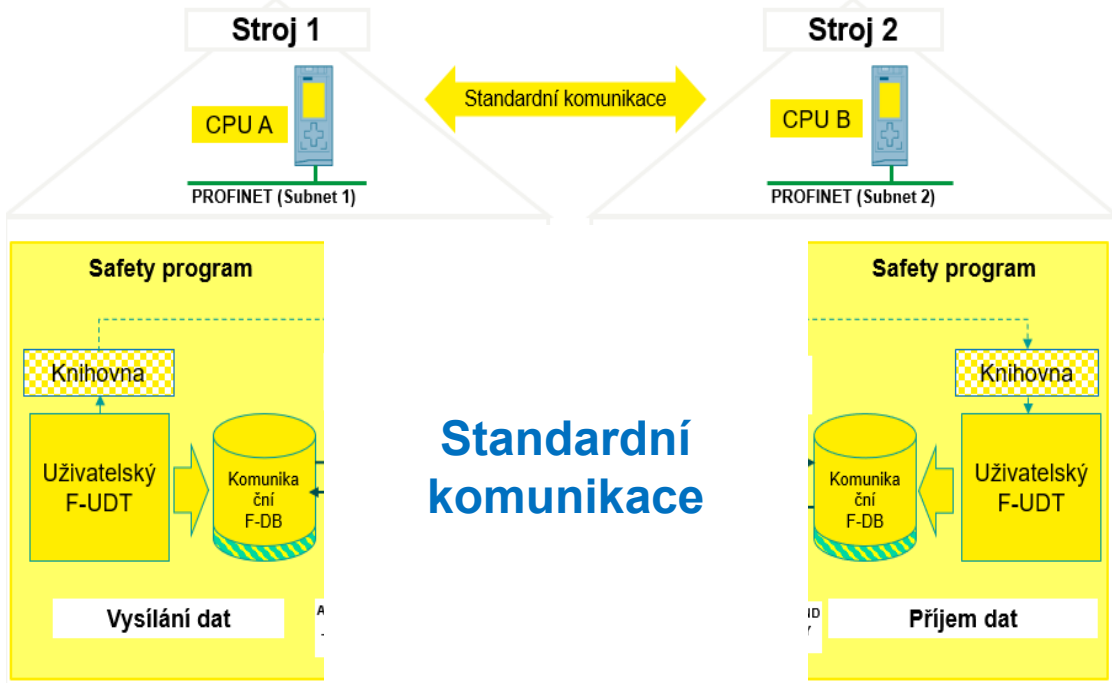 Stroj 1
Stroj 2
Standardní komunikace
CPU A
CPU B
PROFINET (Subnet 1)
PROFINET (Subnet 2)
Safety program
Safety program
Knihovna
Knihovna
Standardní
komunikace
Uživatelský
F-UDT
Komunika
ční
F-DB
Komunika
ční
F-DB
Uživatelský
F-UDT
Vysílání dat
Příjem dat